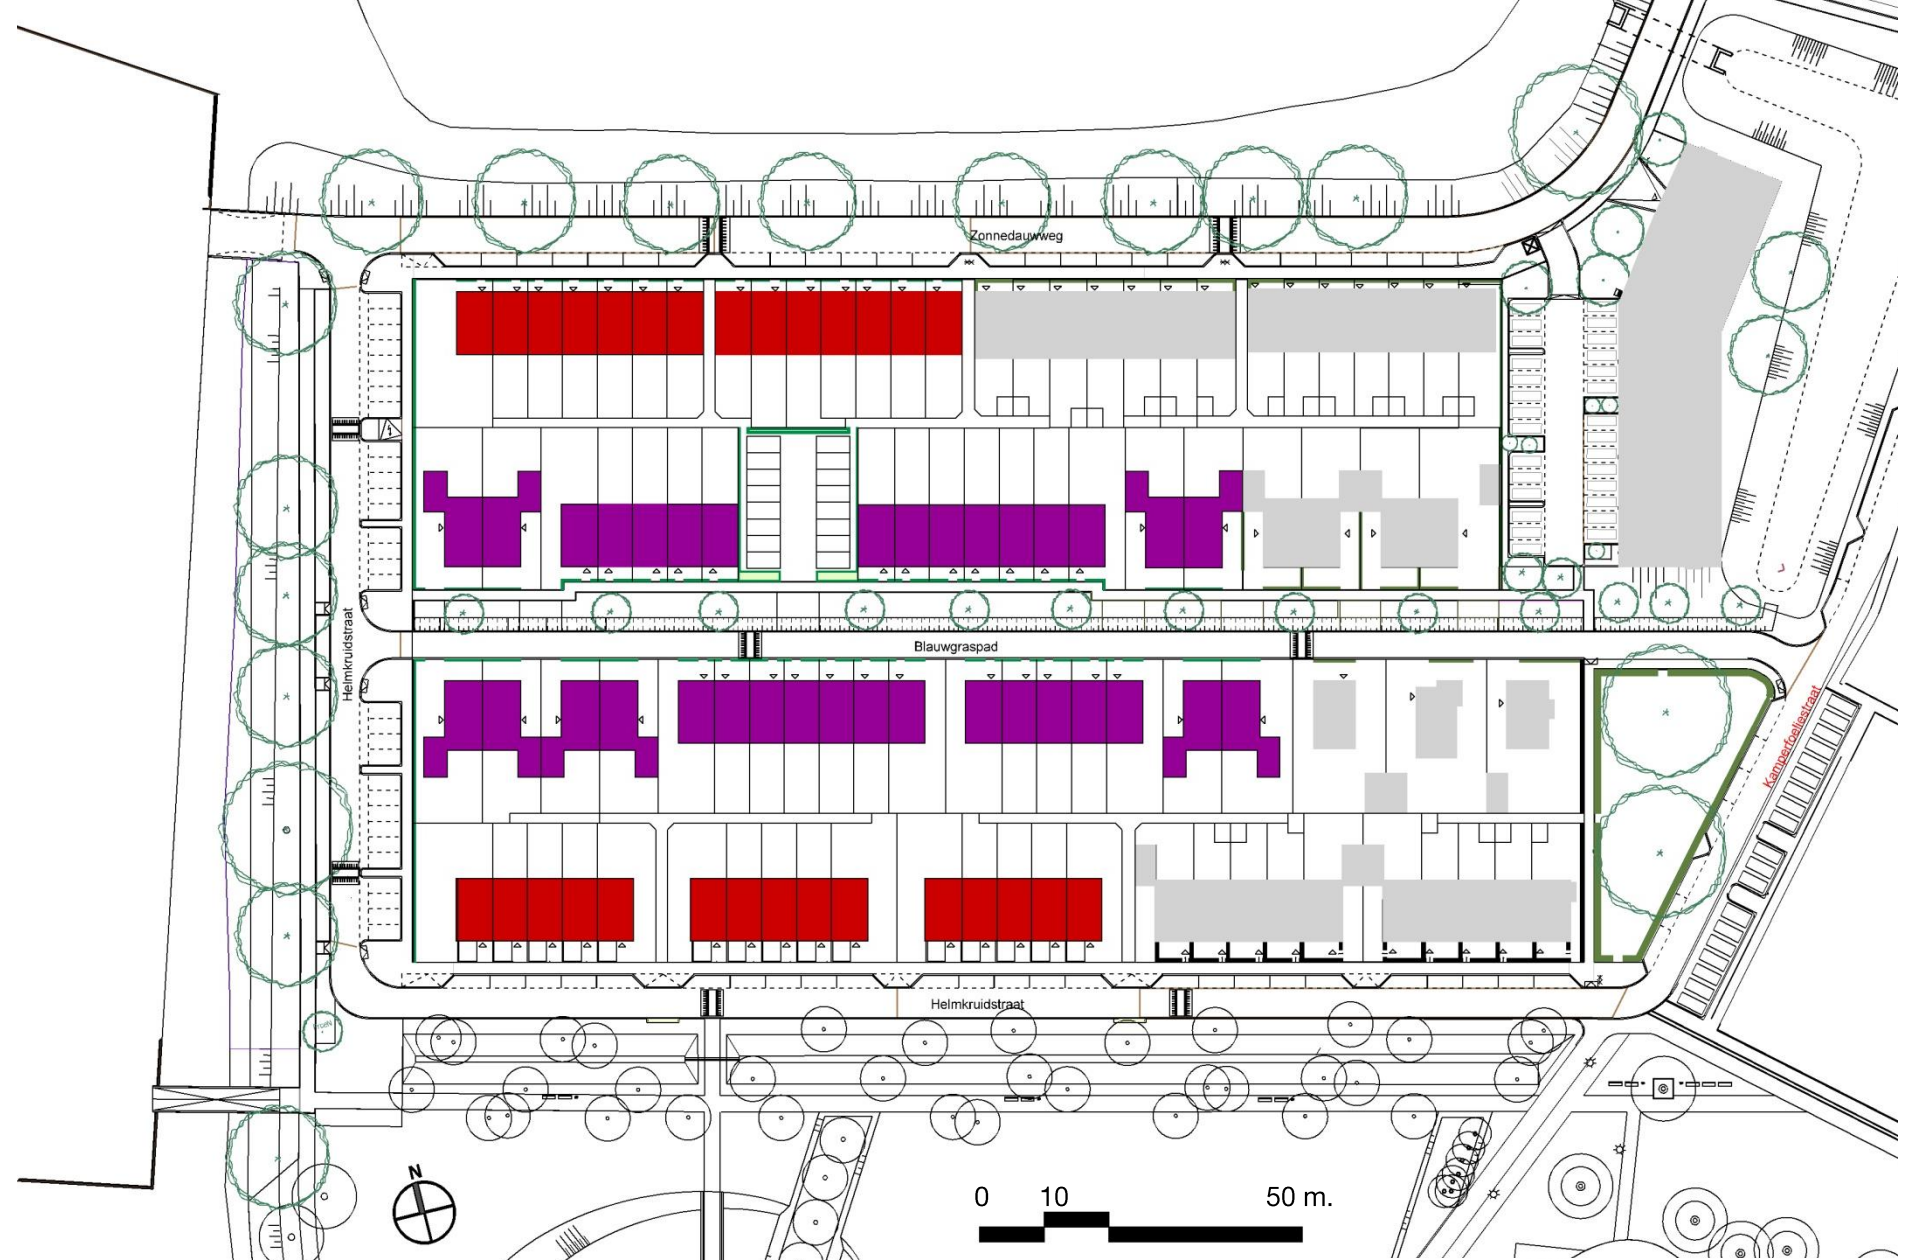 Zonnedauwweg
Helmkruidstraat
Blauwgraspad
Kamperfoeliestraat
Helmkruidstraat
N
0 10 50 m.